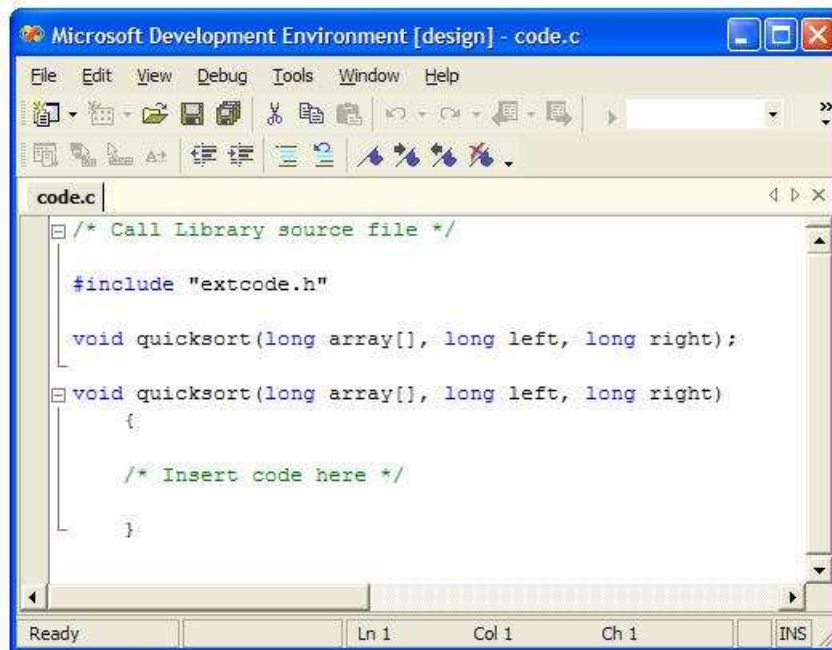 Microsoft Development Environment [design] - code.c
File Edit View Debug Tools Window Help
code.c
/* Call Library source file */
#include "extcode.h"
void quicksort(long array[], long left, long right);
void quicksort(long array[], long left, long right)
{
/* Insert code here */
}
Ready Ln 1 Col 1 Ch 1 INS